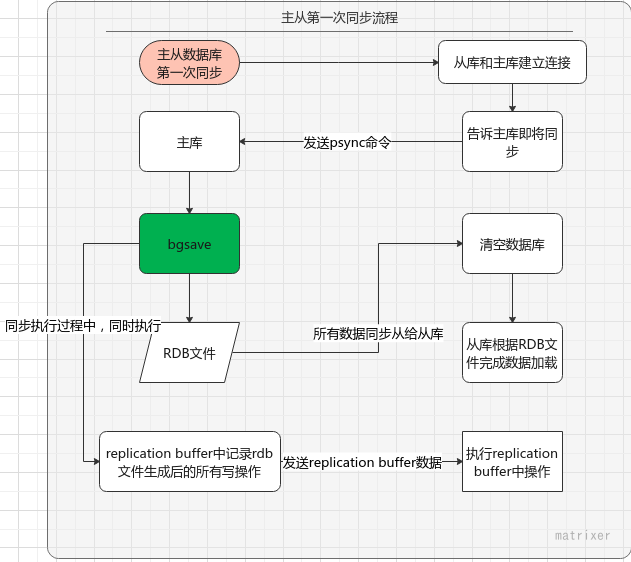 主从第一次同步流程
主从数据库
第一次同步
从库和主库建立连接
主库
发送psync命令
告诉主库即将同
步
bgsave
清空数据库
同步执行过程中，同时执行
RDB文件
所有数据同步从给从库
从库根据RDB文
件完成数据加载
replication buffer中记录rdb
文件生成后的所有写操作
发送replication buffer数据
执行replication
buffer中操作
matrixer